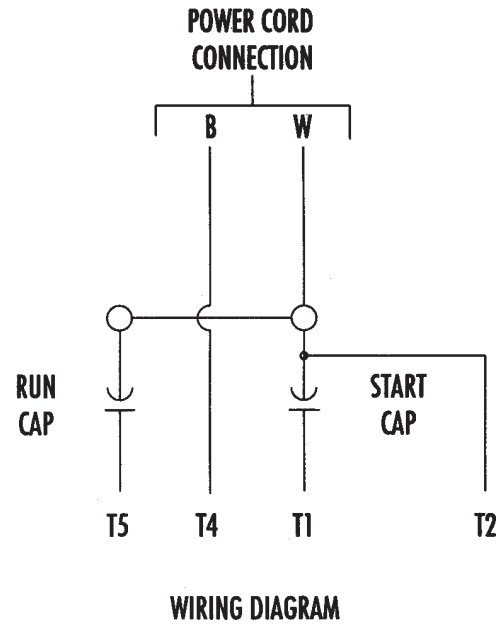 POWER CORD
CONNECTION
B W
RUN
CAP
START
CAP
T5 T4 T1 T2
WIRING DIAGRAM